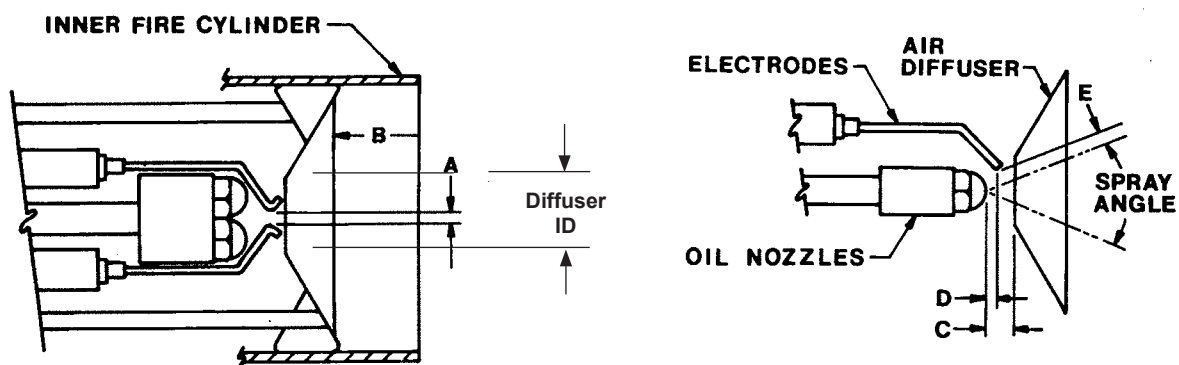 INNER FIRE CYLINDER
B
A
Diffuser
ID
ELECTRODES
AIR
DIFFUSER
E
SPRAY
ANGLE
OIL NOZZLES
D
C